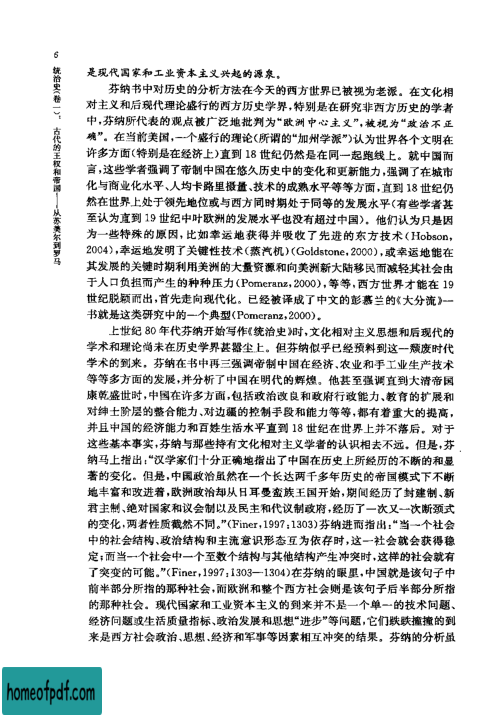 6
统治史(卷一):古代的王权和帝国——从苏美尔到罗马
是现代国家和工业资本主义兴起的源泉。
芬纳书中对历史的分析方法在今天的西方世界已被视为老派。在文化相
对主义和后现代理论盛行的西方历史学界,特别是在研究非西方历史的学者
中,芬纳所代表的观点被广泛地批判为“欧洲中心主义”,被视为“政治不正
确”。在当前美国,一个盛行的理论(所谓的“加州学派”)认为世界各个文明在
许多方面(特别是在经济上)直到18世纪仍然是在同一起跑线上。就中国而
言,这些学者强调了帝制中国在悠久历史中的变化和更新能力,强调了在城市
化与商业化水平、人均卡路里摄量、技术的成熟水平等等方面,直到18世纪仍
然在世界上处于领先地位或与西方同时期处于同等的发展水平(有些学者甚
至认为直到19世纪中叶欧洲的发展水平也没有超过中国)。他们认为只是因
为一些特殊的原因,比如幸运地获得并吸收了先进的东方技术(Hobson,
2004),幸运地发明了关键性技术(蒸汽机)(Goldstone,2000),或幸运地能在
其发展的关键时期利用美洲的大量资源和向美洲新大陆移民而减轻其社会由
于人口负担而产生的种种压力(Pomeranz,2000),等等,西方世界才能在19
世纪脱颖而出,首先走向现代化。已经被译成了中文的彭慕兰的《大分流》一
书就是这类研究中的一个典型(Pomeranz,2000)。
上世纪80年代芬纳开始写作《统治史》时,文化相对主义思想和后现代的
学术和理论尚未在历史学界甚嚣尘上。但芬纳似乎已经预料到这一颓废时代
学术的到来。芬纳在书中再三强调帝制中国在经济、农业和手工业生产技术
等等多方面的发展,并分析了中国在明代的辉煌。他甚至强调直到大清帝国
康乾盛世时,中国在许多方面,包括政治改良和政府行政能力、教育的扩展和
对绅士阶层的整合能力、对边疆的控制手段和能力等等,都有着重大的提高,
并且中国的经济能力和百姓生活水平直到18世纪在世界上并不落后。对于
这些基本事实,芬纳与那些持有文化相对主义学者的认识相去不远。但是,芬
纳马上指出:“汉学家们十分正确地指出了中国在历史上所经历的不断的和显
著的变化。但是,中国政治虽然在一个长达两千多年历史的帝国模式下不断
地丰富和改进着,欧洲政治却从日耳曼蛮族王国开始,期间经历了封建制、新
君主制、绝对国家和议会制以及民主和代议制政府,经历了一次又一次断颈式
的变化,两者性质截然不同。”(Finer,1997:1303)芬纳进而指出:“当一个社会
中的社会结构、政治结构和主流意识形态互为依存时,这一社会就会获得稳
定;而当一个社会中一个至数个结构与其他结构产生冲突时,这样的社会就有
了突变的可能。”(Finer,1997:1303—1304)在芬纳的眼里,中国就是该句子中
前半部分所指的那种社会,而欧洲和整个西方社会则是该句子后半部分所指
的那种社会。现代国家和工业资本主义的到来并不是一个单一的技术问题、
经济问题或生活质量指标、政治发展和思想“进步”等问题,它们跌跌撞撞的到
来是西方社会政治、思想、经济和军事等因素相互冲突的结果。芬纳的分析虽
homeofpdf.com